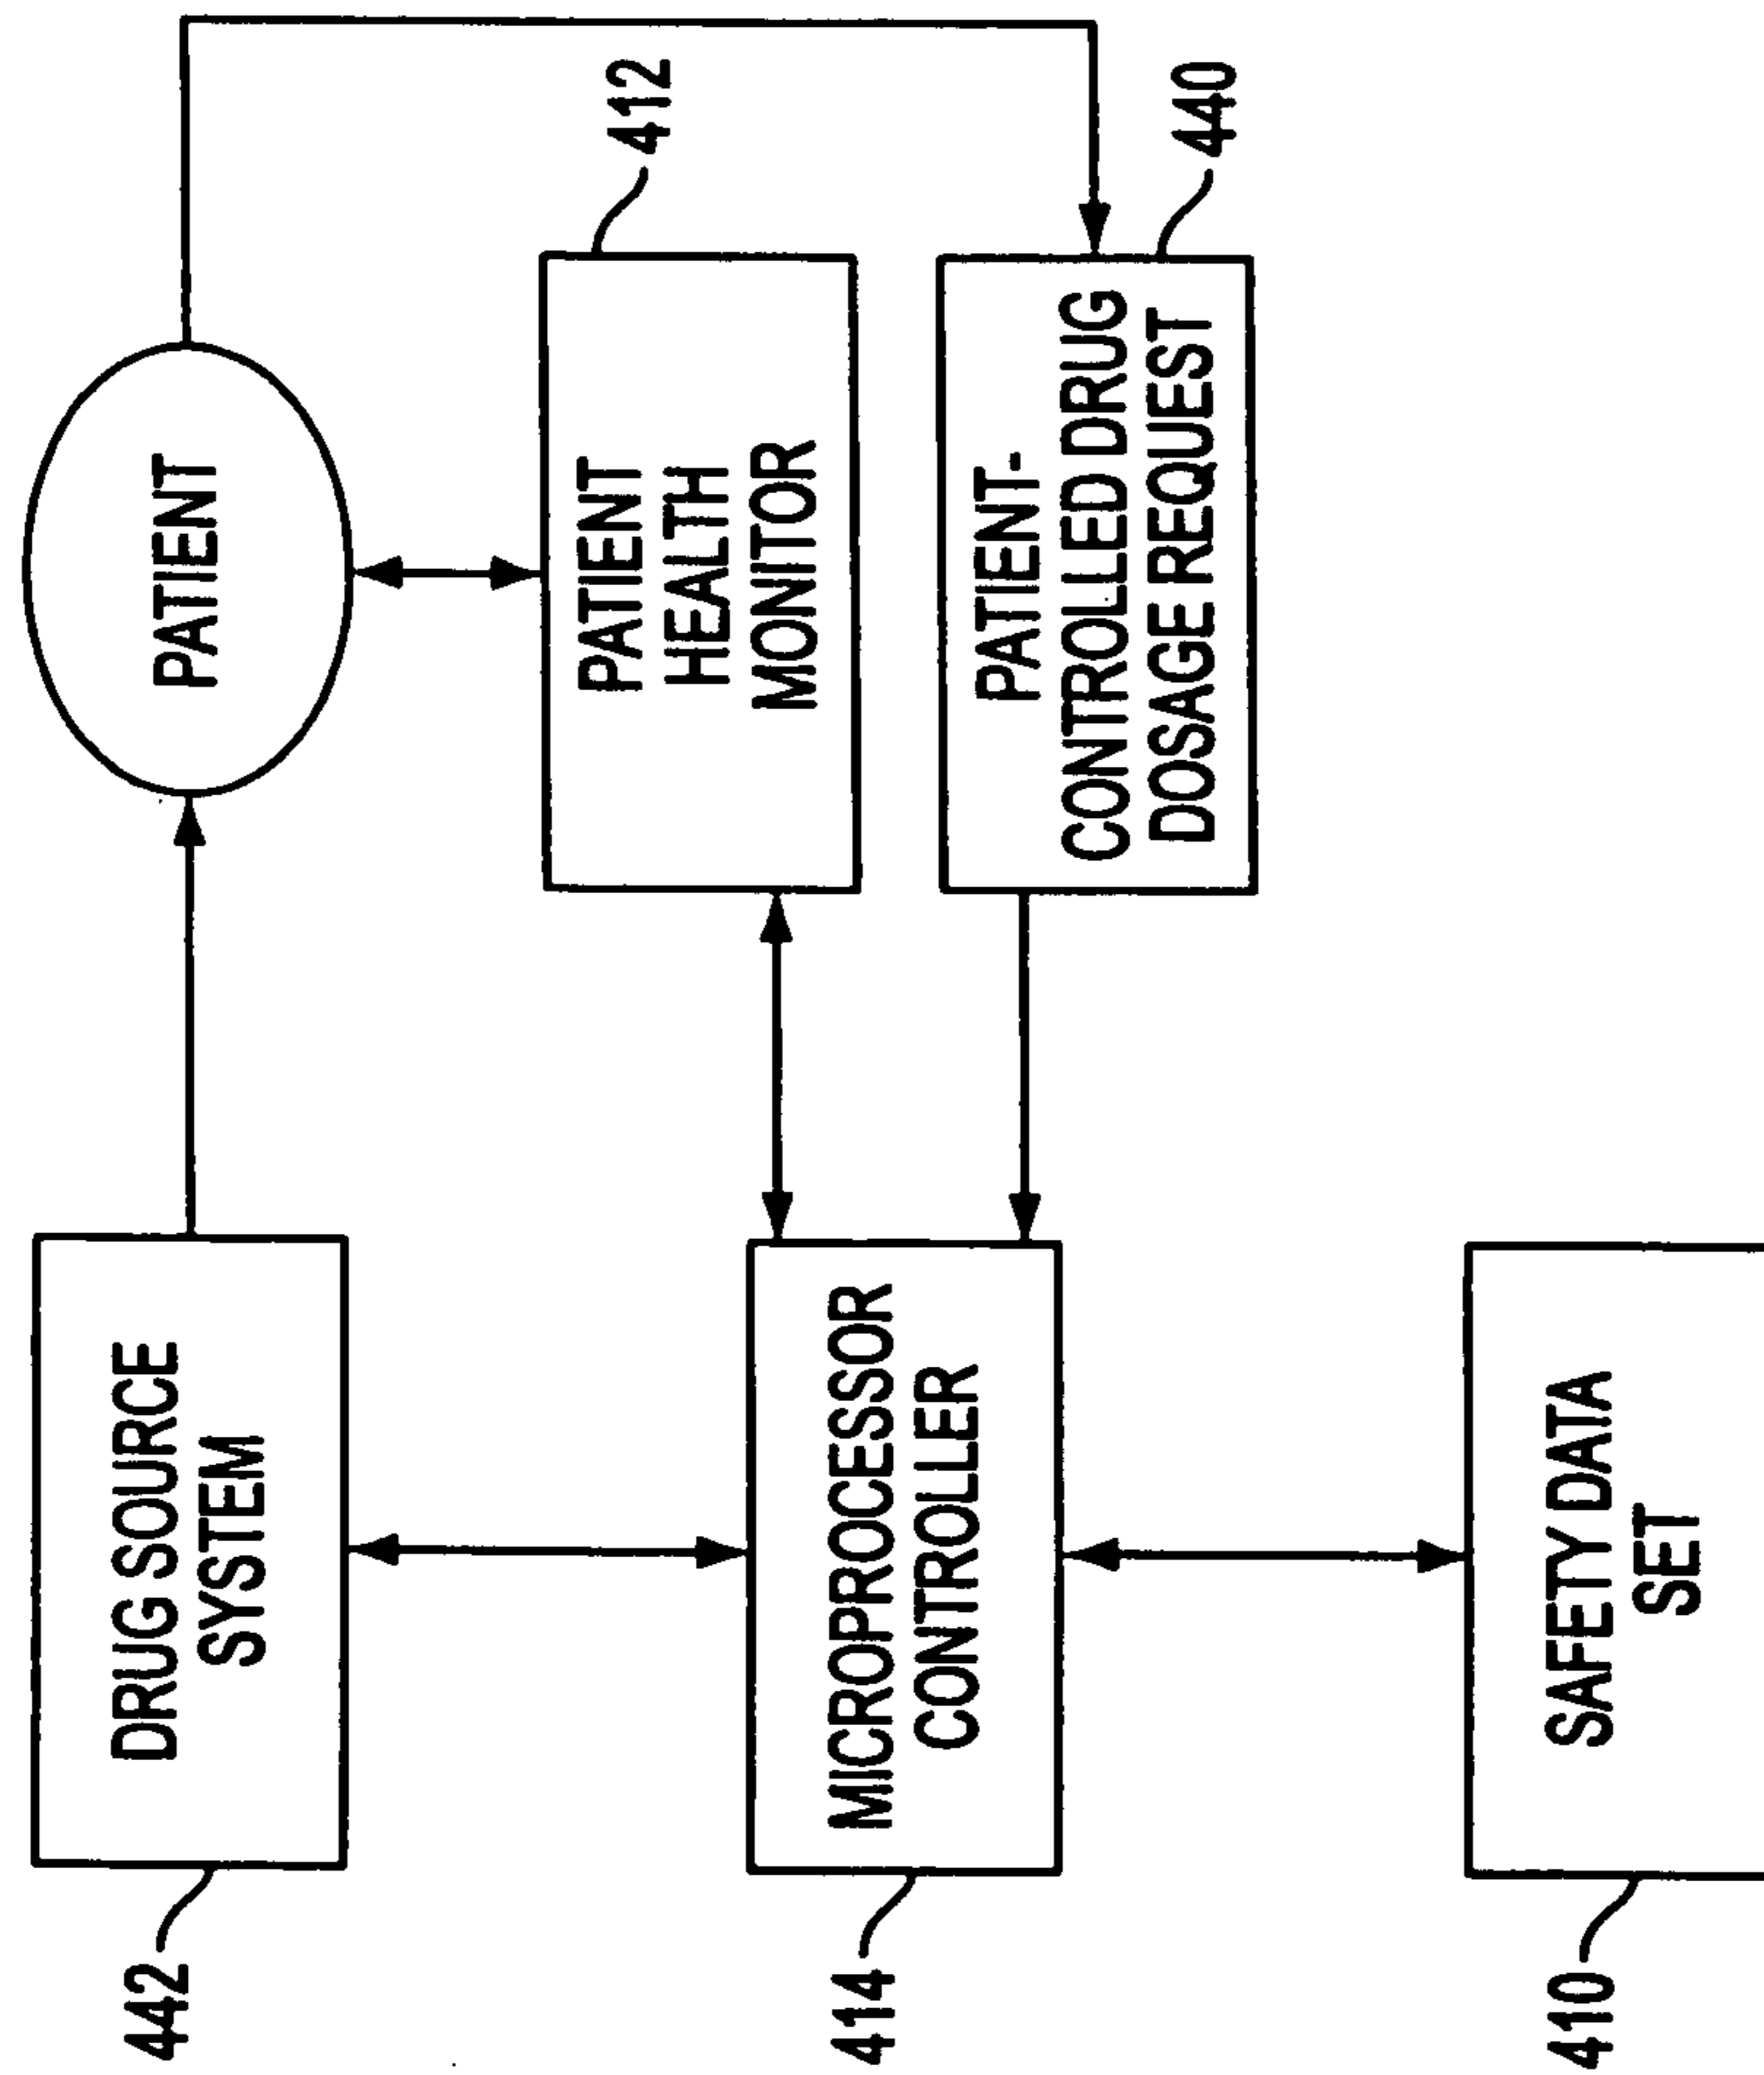 442
DRUG SOURCE
SYSTEM
PATIENT
414
MICROPROCESSOR
CONTROLLER
PATIENT
HEALTH
MONITOR
412
PATIENT-
CONTROLLED DRUG
DOSAGE REQUEST
440
410
SAFETY DATA
SET